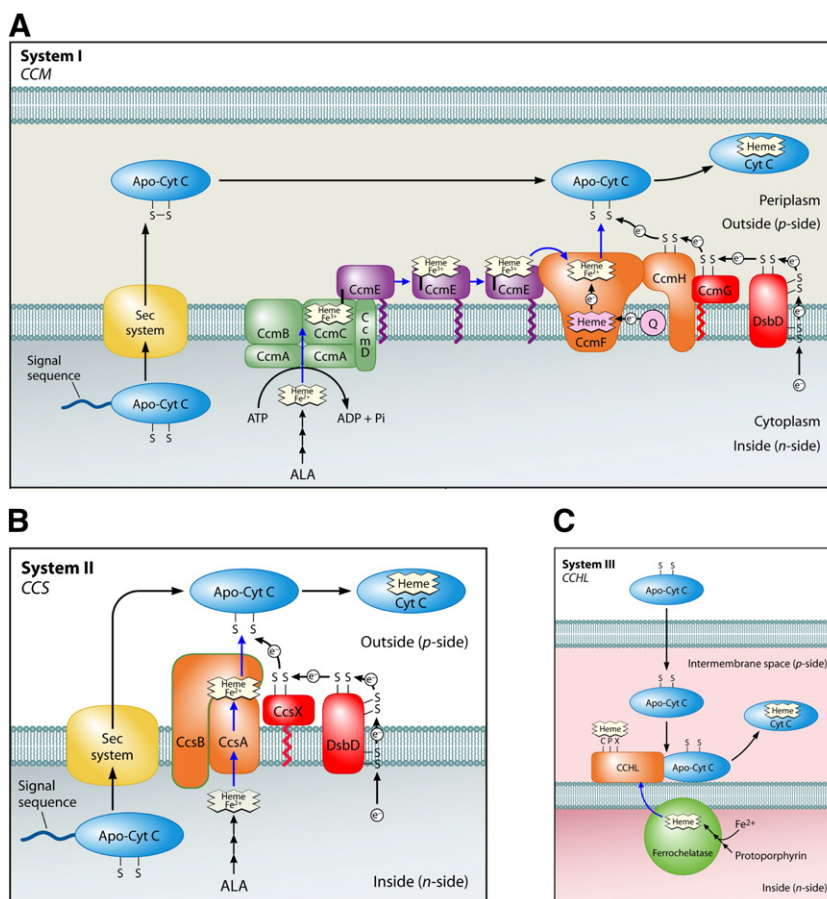 A
System I
CCM
Apo-Cyt C
S–S
Sec
system
Signal
sequence
Apo-Cyt C
S S
CcmB
CcmA
CcmC
CcmA
CcmD
Heme
Fe3+
CcmE
Heme
Fe3+
CcmE
Heme
Fe3+
CcmE
Heme
Fe2+
ATP
ADP + Pi
ALA
Apo-Cyt C
S S
Heme
Fe2+
e-
Heme
CcmF
e-
Q
S S
CcmH
e-
e-
S S
CcmG
e-
S S
DsbD
e-
S
S
e-
S
S
e-
Heme
Cyt C
Periplasm
Outside (p-side)
Cytoplasm
Inside (n-side)
B
System II
CCS
Apo-Cyt C
S S
Heme
Cyt C
Outside (p-side)
Sec
system
Signal
sequence
Apo-Cyt C
S S
CcsB
CcsA
Heme
Fe2+
Heme
Fe2+
ALA
e-
S S
CcsX
e-
S S
DsbD
e-
S
S
e-
S
S
e-
Inside (n-side)
C
System III
CCHL
S S
Apo-Cyt C
Intermembrane space (p-side)
S S
Apo-Cyt C
Heme
C P X
CCHL
S S
Apo-Cyt C
Heme
Cyt C
Heme
Ferrochelatase
Fe2+
Protoporphyrin
Inside (n-side)